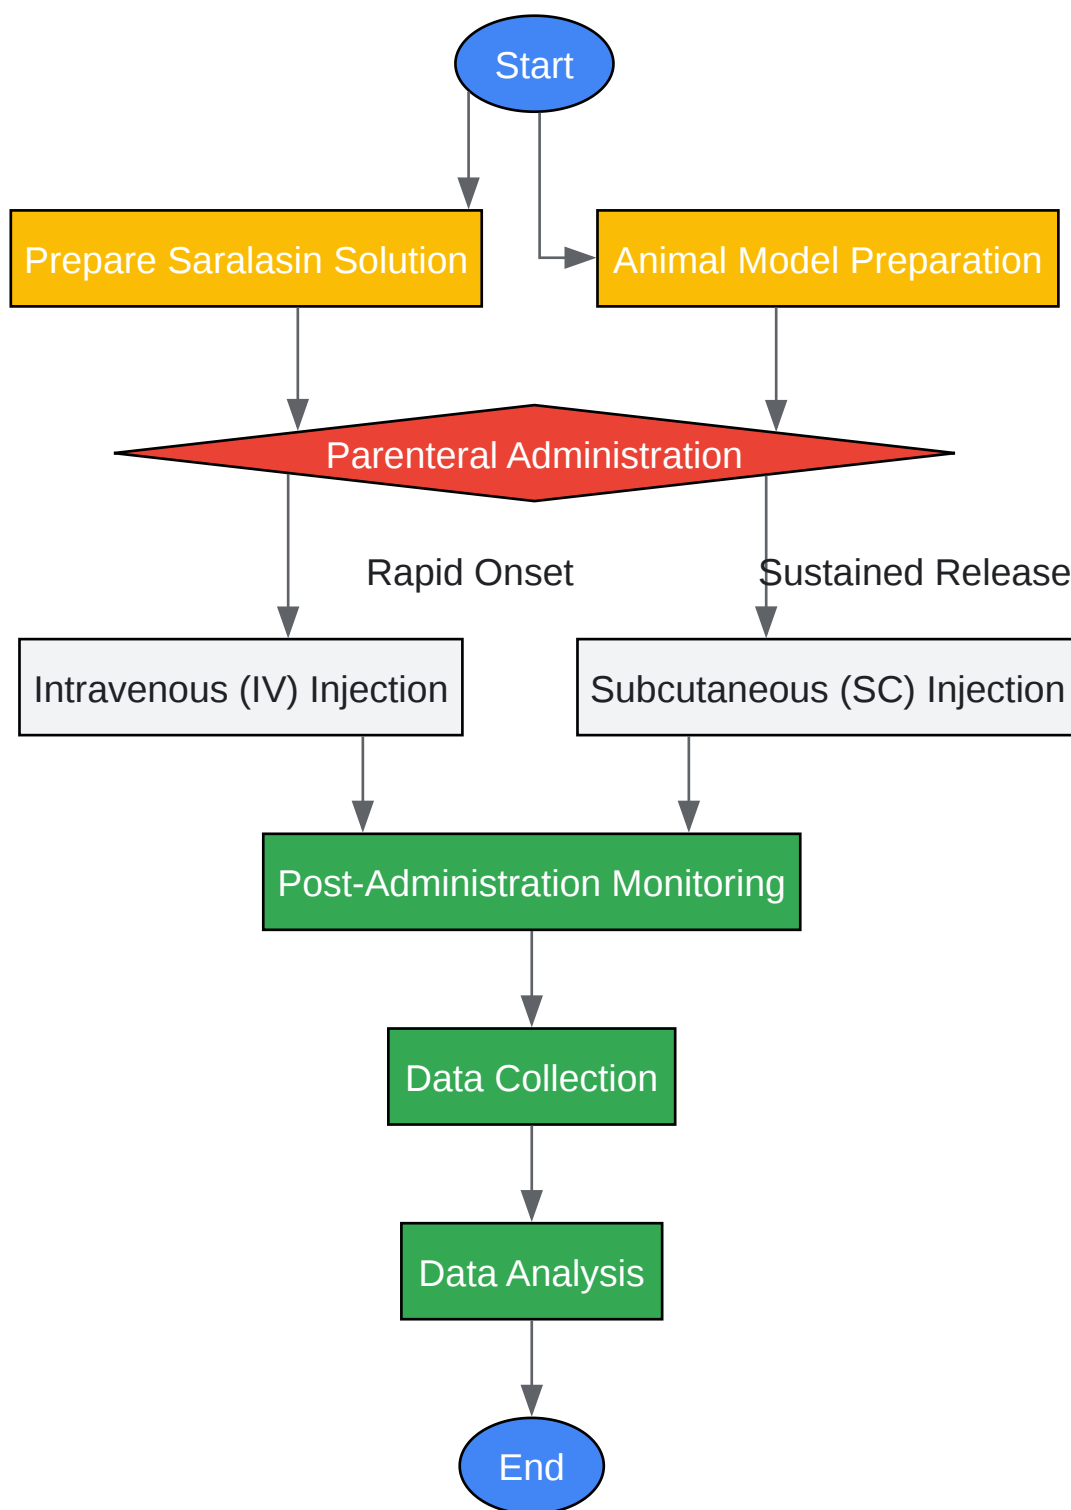 Start
Prepare Saralasin Solution
Animal Model Preparation
Parenteral Administration
Rapid Onset
Sustained Release
Intravenous (IV) Injection
Subcutaneous (SC) Injection
Post-Administration Monitoring
Data Collection
Data Analysis
End